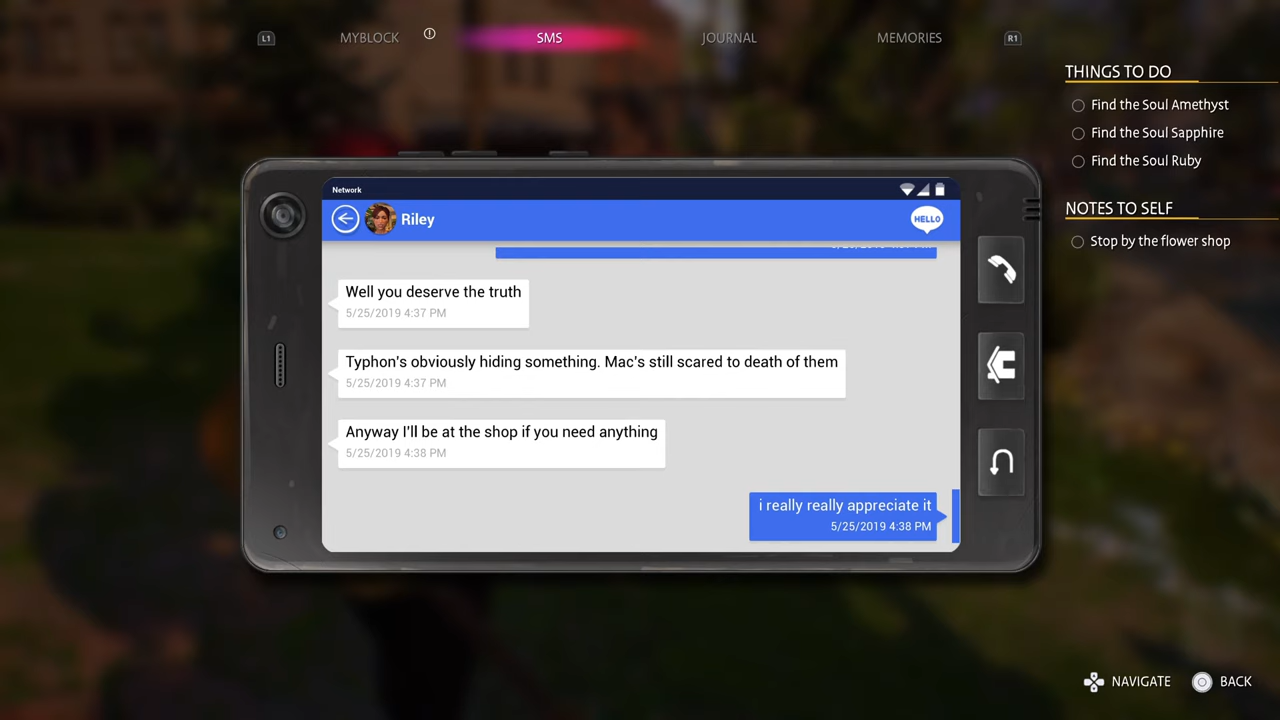 L1
MYBLOCK
SMS
JOURNAL
MEMORIES
R1
THINGS TO DO
Find the Soul Amethyst
Find the Soul Sapphire
Find the Soul Ruby
NOTES TO SELF
Stop by the flower shop
Network
Riley
HELLO
Well you deserve the truth
5/25/2019 4:37 PM
Typhon's obviously hiding something. Mac's still scared to death of them
5/25/2019 4:37 PM
Anyway I'll be at the shop if you need anything
5/25/2019 4:38 PM
i really really appreciate it
5/25/2019 4:38 PM
NAVIGATE
BACK